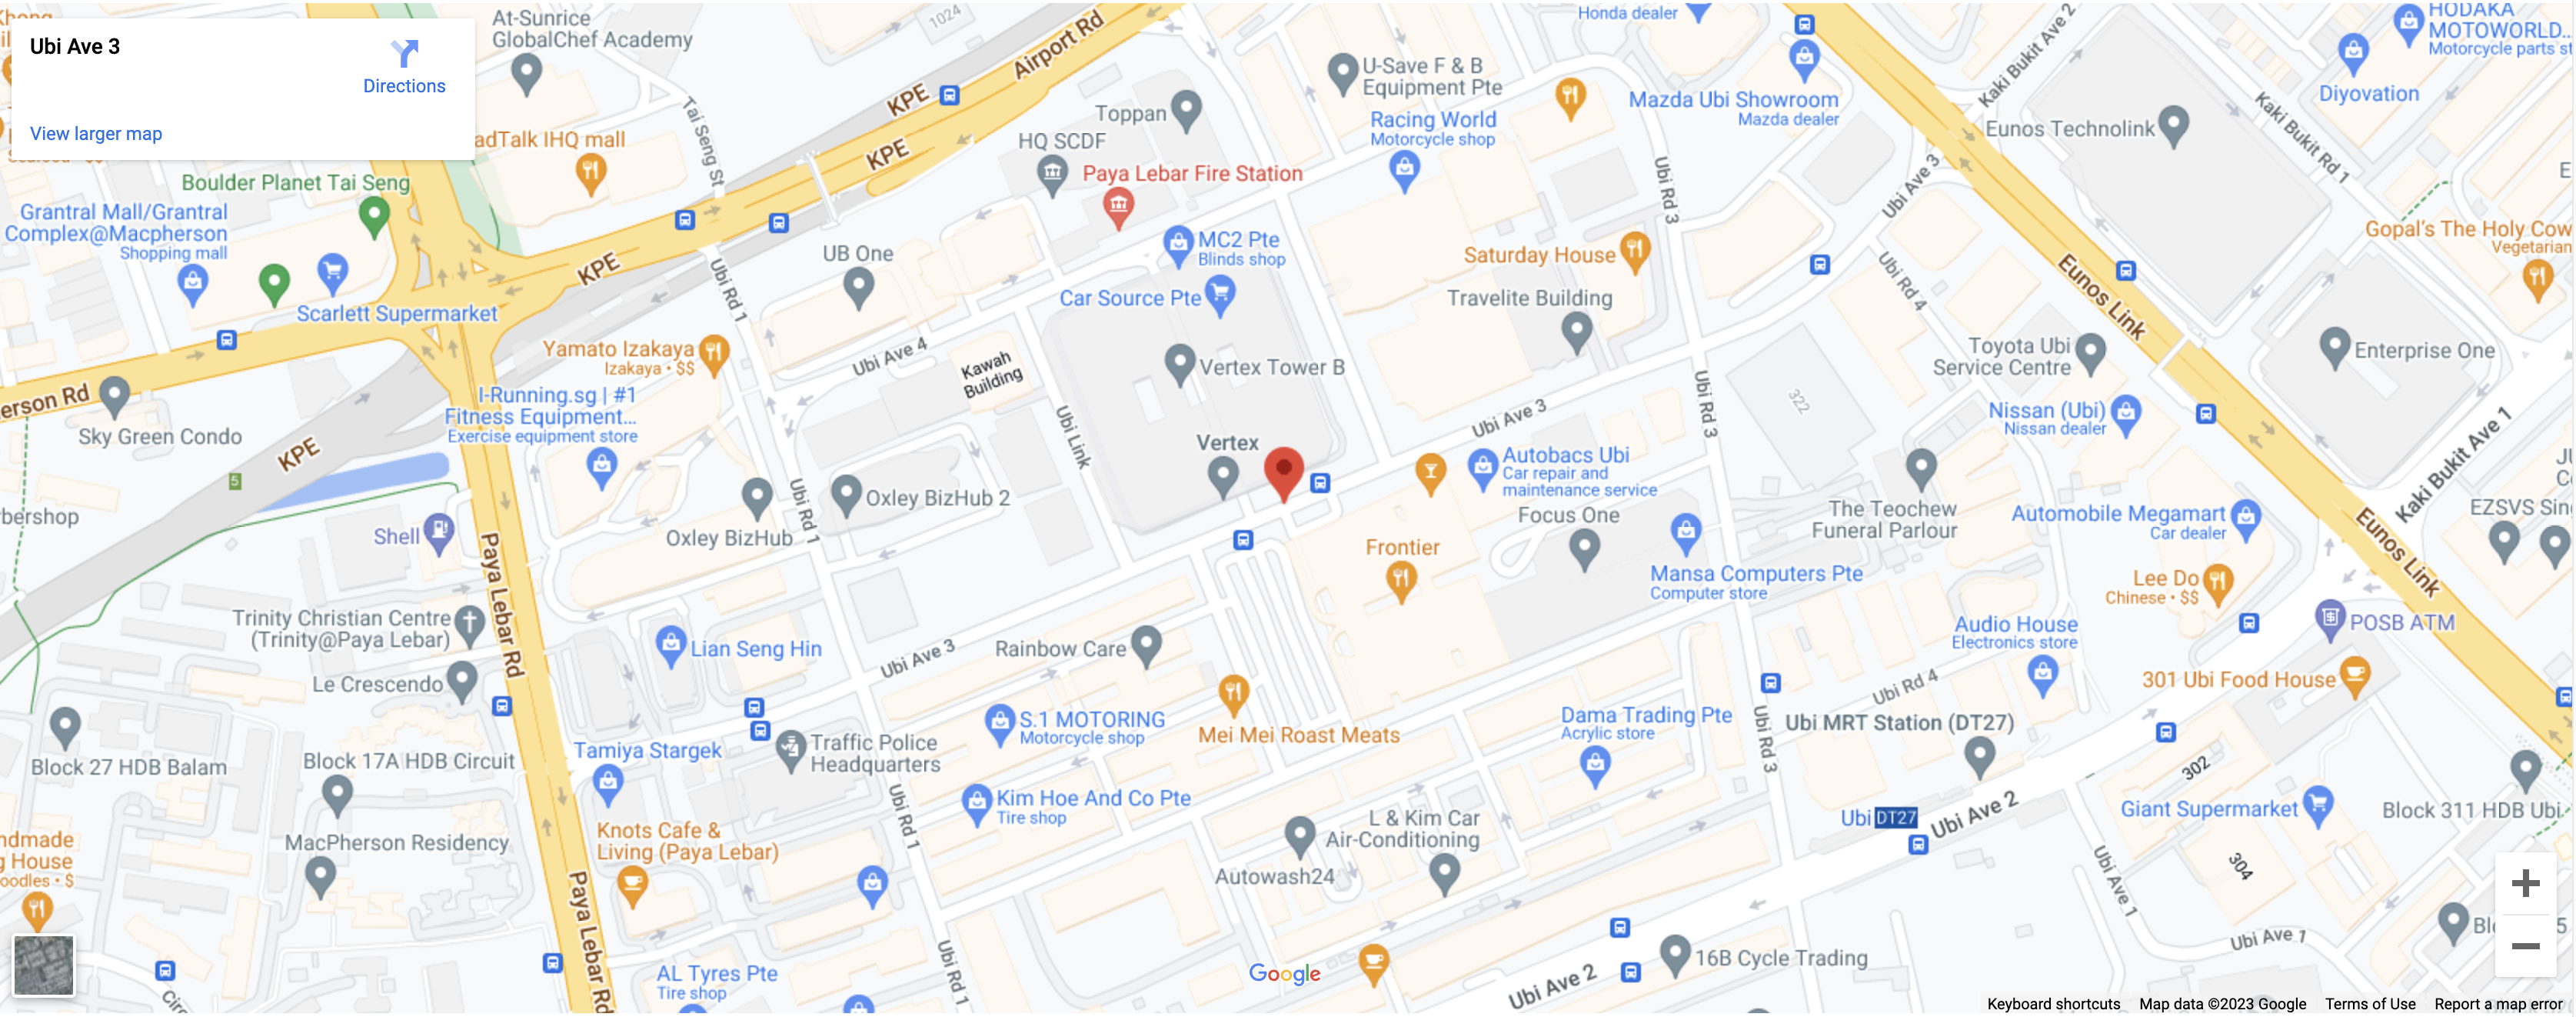 Ubi Ave 3
Directions
View larger map
At-Sunrice
GlobalChef Academy
1024
Airport Rd
KPE
KPE
Tai Seng St
adTalk IHQ mall
Boulder Planet Tai Seng
Grantral Mall/Grantral
Complex@Macpherson
Shopping mall
Scarlett Supermarket
KPE
Ubi Rd 1
UB One
Toppan
HQ SCDF
Paya Lebar Fire Station
MC2 Pte
Blinds shop
Car Source Pte
U-Save F & B
Equipment Pte
Racing World
Motorcycle shop
Honda dealer
Mazda Ubi Showroom
Mazda dealer
Ubi Rd 3
Saturday House
Travelite Building
Kaki Bukit Ave 2
Eunos Technolink
Kaki Bukit Rd 1
HODAKA
MOTOWORLD...
Motorcycle parts st
Diyovation
Gopal's The Holy Cow
Vegetarian
Ubi Ave 3
Ubi Rd 4
Eunos Link
Toyota Ubi
Service Centre
Enterprise One
Nissan (Ubi)
Nissan dealer
Kaki Bukit Ave 1
erson Rd
Sky Green Condo
KPE
5
Yamato Izakaya
Izakaya • $$
I-Running.sg | #1
Fitness Equipment...
Exercise equipment store
Ubi Ave 4
Kawah
Building
Ubi Link
Vertex Tower B
Vertex
Ubi Ave 3
Ubi Rd 3
322
Autobacs Ubi
Car repair and
maintenance service
Focus One
Oxley BizHub 2
Oxley BizHub
Ubi Rd 1
bershop
Shell
Paya Lebar Rd
Frontier
Mansa Computers Pte
Computer store
The Teochew
Funeral Parlour
Automobile Megamart
Car dealer
Eunos Link
EZSVS Sin
Lee Do
Chinese • $$
POSB ATM
Audio House
Electronics store
301 Ubi Food House
Trinity Christian Centre
(Trinity@Paya Lebar)
Le Crescendo
Lian Seng Hin
Ubi Ave 3
Rainbow Care
S.1 MOTORING
Motorcycle shop
Mei Mei Roast Meats
Dama Trading Pte
Acrylic store
Ubi Rd 3
Ubi Rd 4
Ubi MRT Station (DT27)
Block 27 HDB Balam
Block 17A HDB Circuit
Tamiya Stargek
Traffic Police
Headquarters
Kim Hoe And Co Pte
Tire shop
Ubi Rd 1
L & Kim Car
Air-Conditioning
Autowash24
Ubi DT27
Ubi Ave 2
302
Giant Supermarket
304
Block 311 HDB Ubi
Ubi Ave 1
MacPherson Residency
Knots Cafe &
Living (Paya Lebar)
Paya Lebar Rd
ndmade
g House
oodles • $
AL Tyres Pte
Tire shop
Ubi Rd 1
Google
Ubi Ave 2
16B Cycle Trading
Ubi Ave 1
Keyboard shortcuts Map data ©2023 Google Terms of Use Report a map error